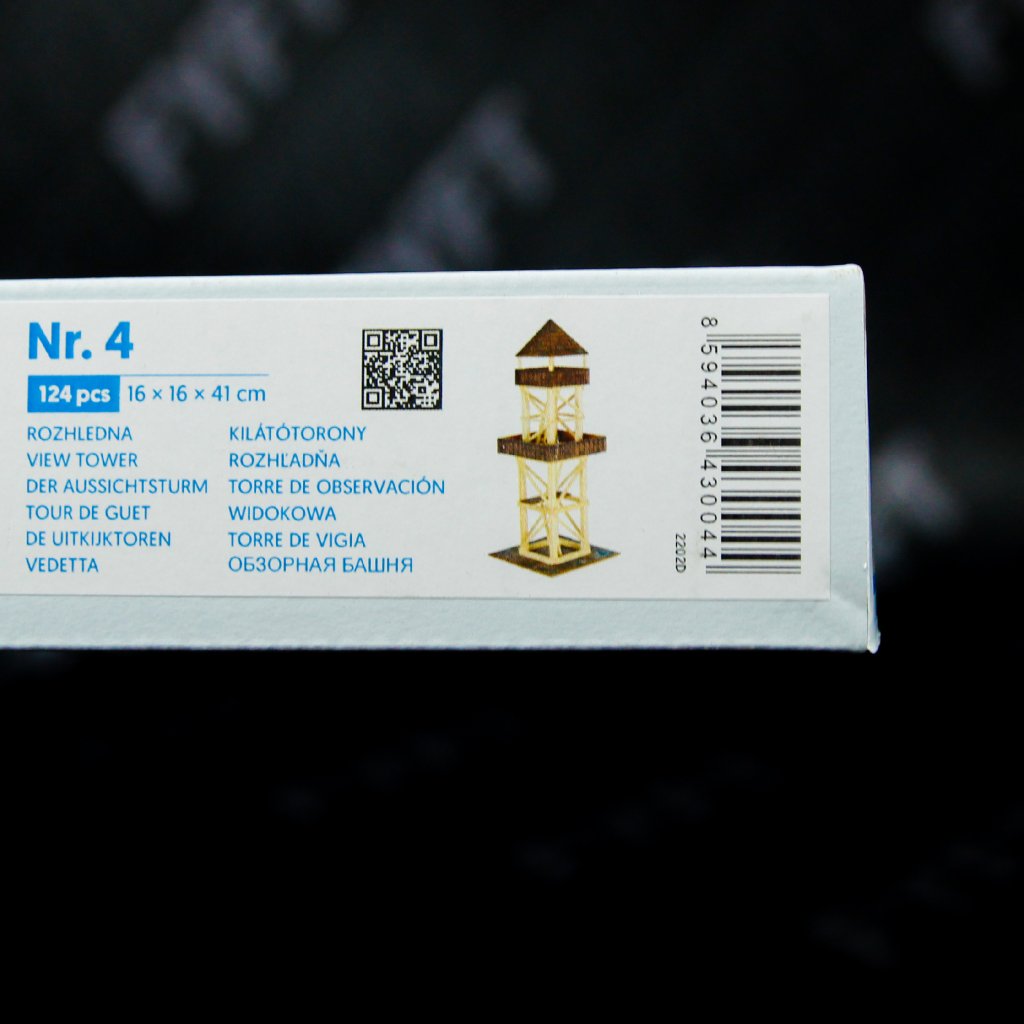 Nr. 4
124 pcs 16 × 16 × 41 cm
ROZHLEDNA
VIEW TOWER
DER AUSSICHTSTURM
TOUR DE GUET
DE UITKIJKTOREN
VEDETTA
KILÁTÓTORONY
ROZHĽADŇA
TORRE DE OBSERVACIÓN
WIDOKOWA
TORRE DE VIGIA
ОБЗОРНАЯ БАШНЯ
2202D
8 594036 430044